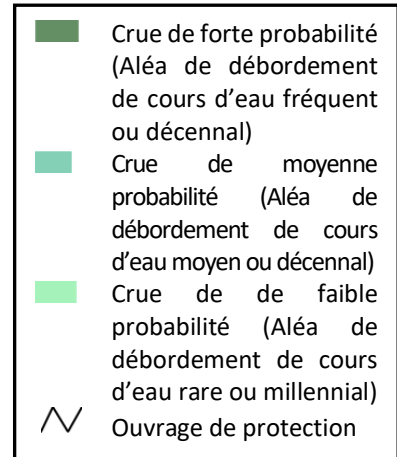 Crue de forte probabilité
(Aléa de débordement
de cours d'eau fréquent
ou décennal)
Crue de moyenne
probabilité (Aléa de
débordement de cours
d'eau moyen ou décennal)
Crue de de faible
probabilité (Aléa de
débordement de cours
d'eau rare ou millennial)
Ouvrage de protection